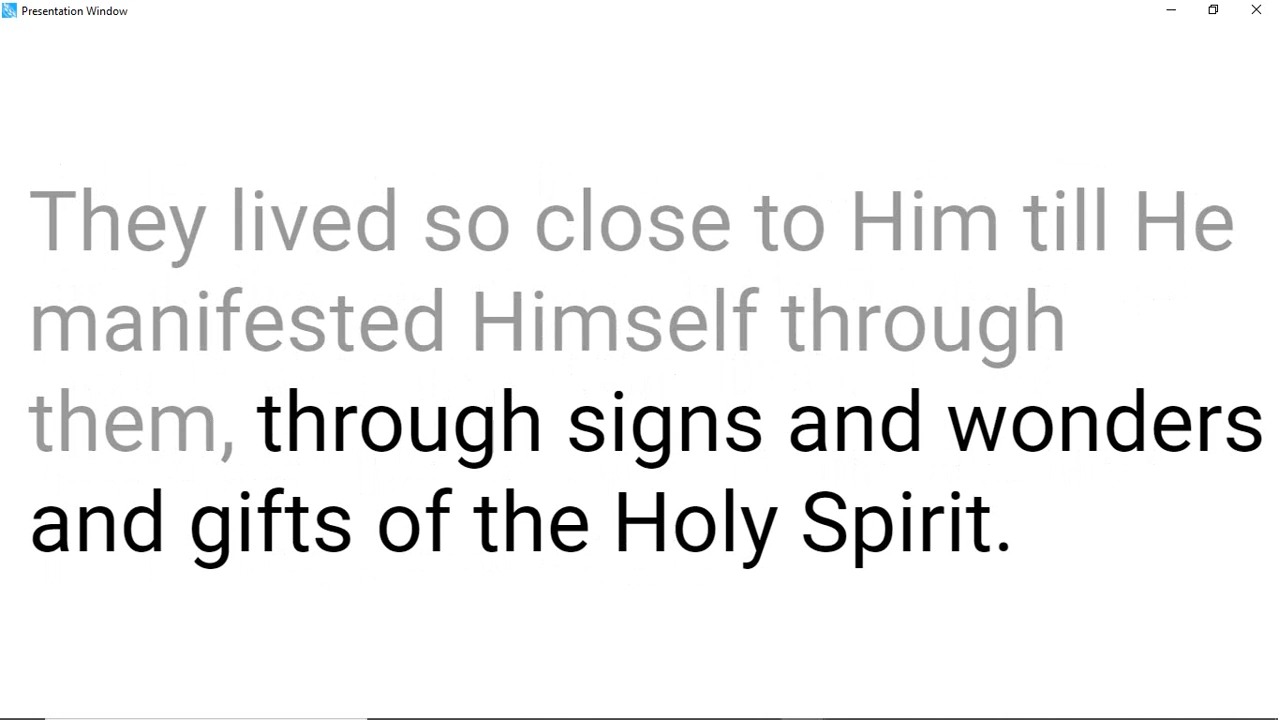 Presentation Window
They lived so close to Him till He
manifested Himself through
them, through signs and wonders
and gifts of the Holy Spirit.